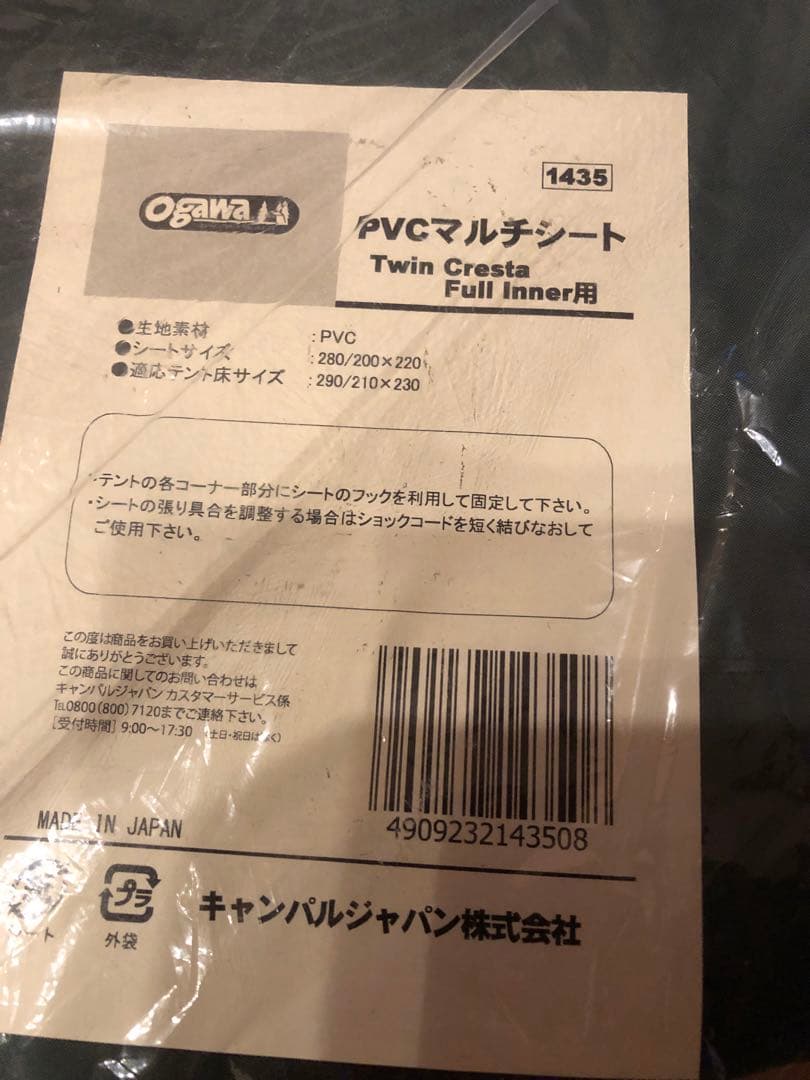 ogawa
1435
PVCマルチシート
Twin Cresta
Full Inner用
●生地素材 :PVC
●シートサイズ :280/200×220
●適応テント床サイズ :290/210×230
・テントの各コーナー部分にシートのフックを利用して固定して下さい。
・シートの張り具合を調整する場合はショックコードを短く結びなおして
ご使用下さい。
この度は商品をお買い上げいただきまして
誠にありがとうございます。
この商品に関してのお問い合わせは
キャンパルジャパン カスタマーサービス係
TEL0800(800)7120までご連絡下さい。
[受付時間] 9:00〜17:30 (土日・祝日は除く)
4909232143508
MADE IN JAPAN
プラ
外袋
キャンパルジャパン株式会社